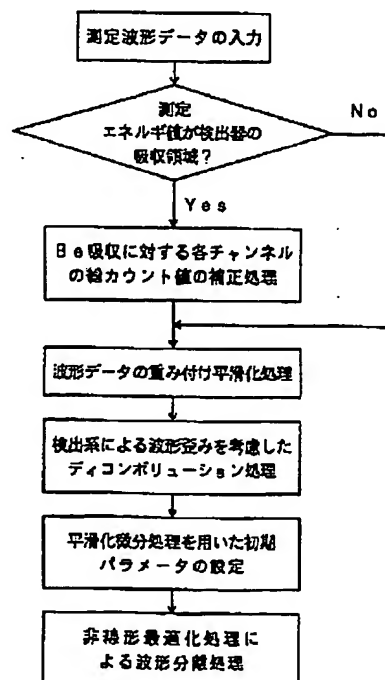 測定波形データの入力
測定
エネルギ値が検出器の
吸収領域？
No
Yes
Be吸収に対する各チャンネル
の総カウント値の補正処理
波形データの重み付け平滑化処理
検出系による波形歪みを考慮した
ディコンボリューション処理
平滑化微分処理を用いた初期
パラメータの設定
非線形最適化処理に
よる波形分離処理